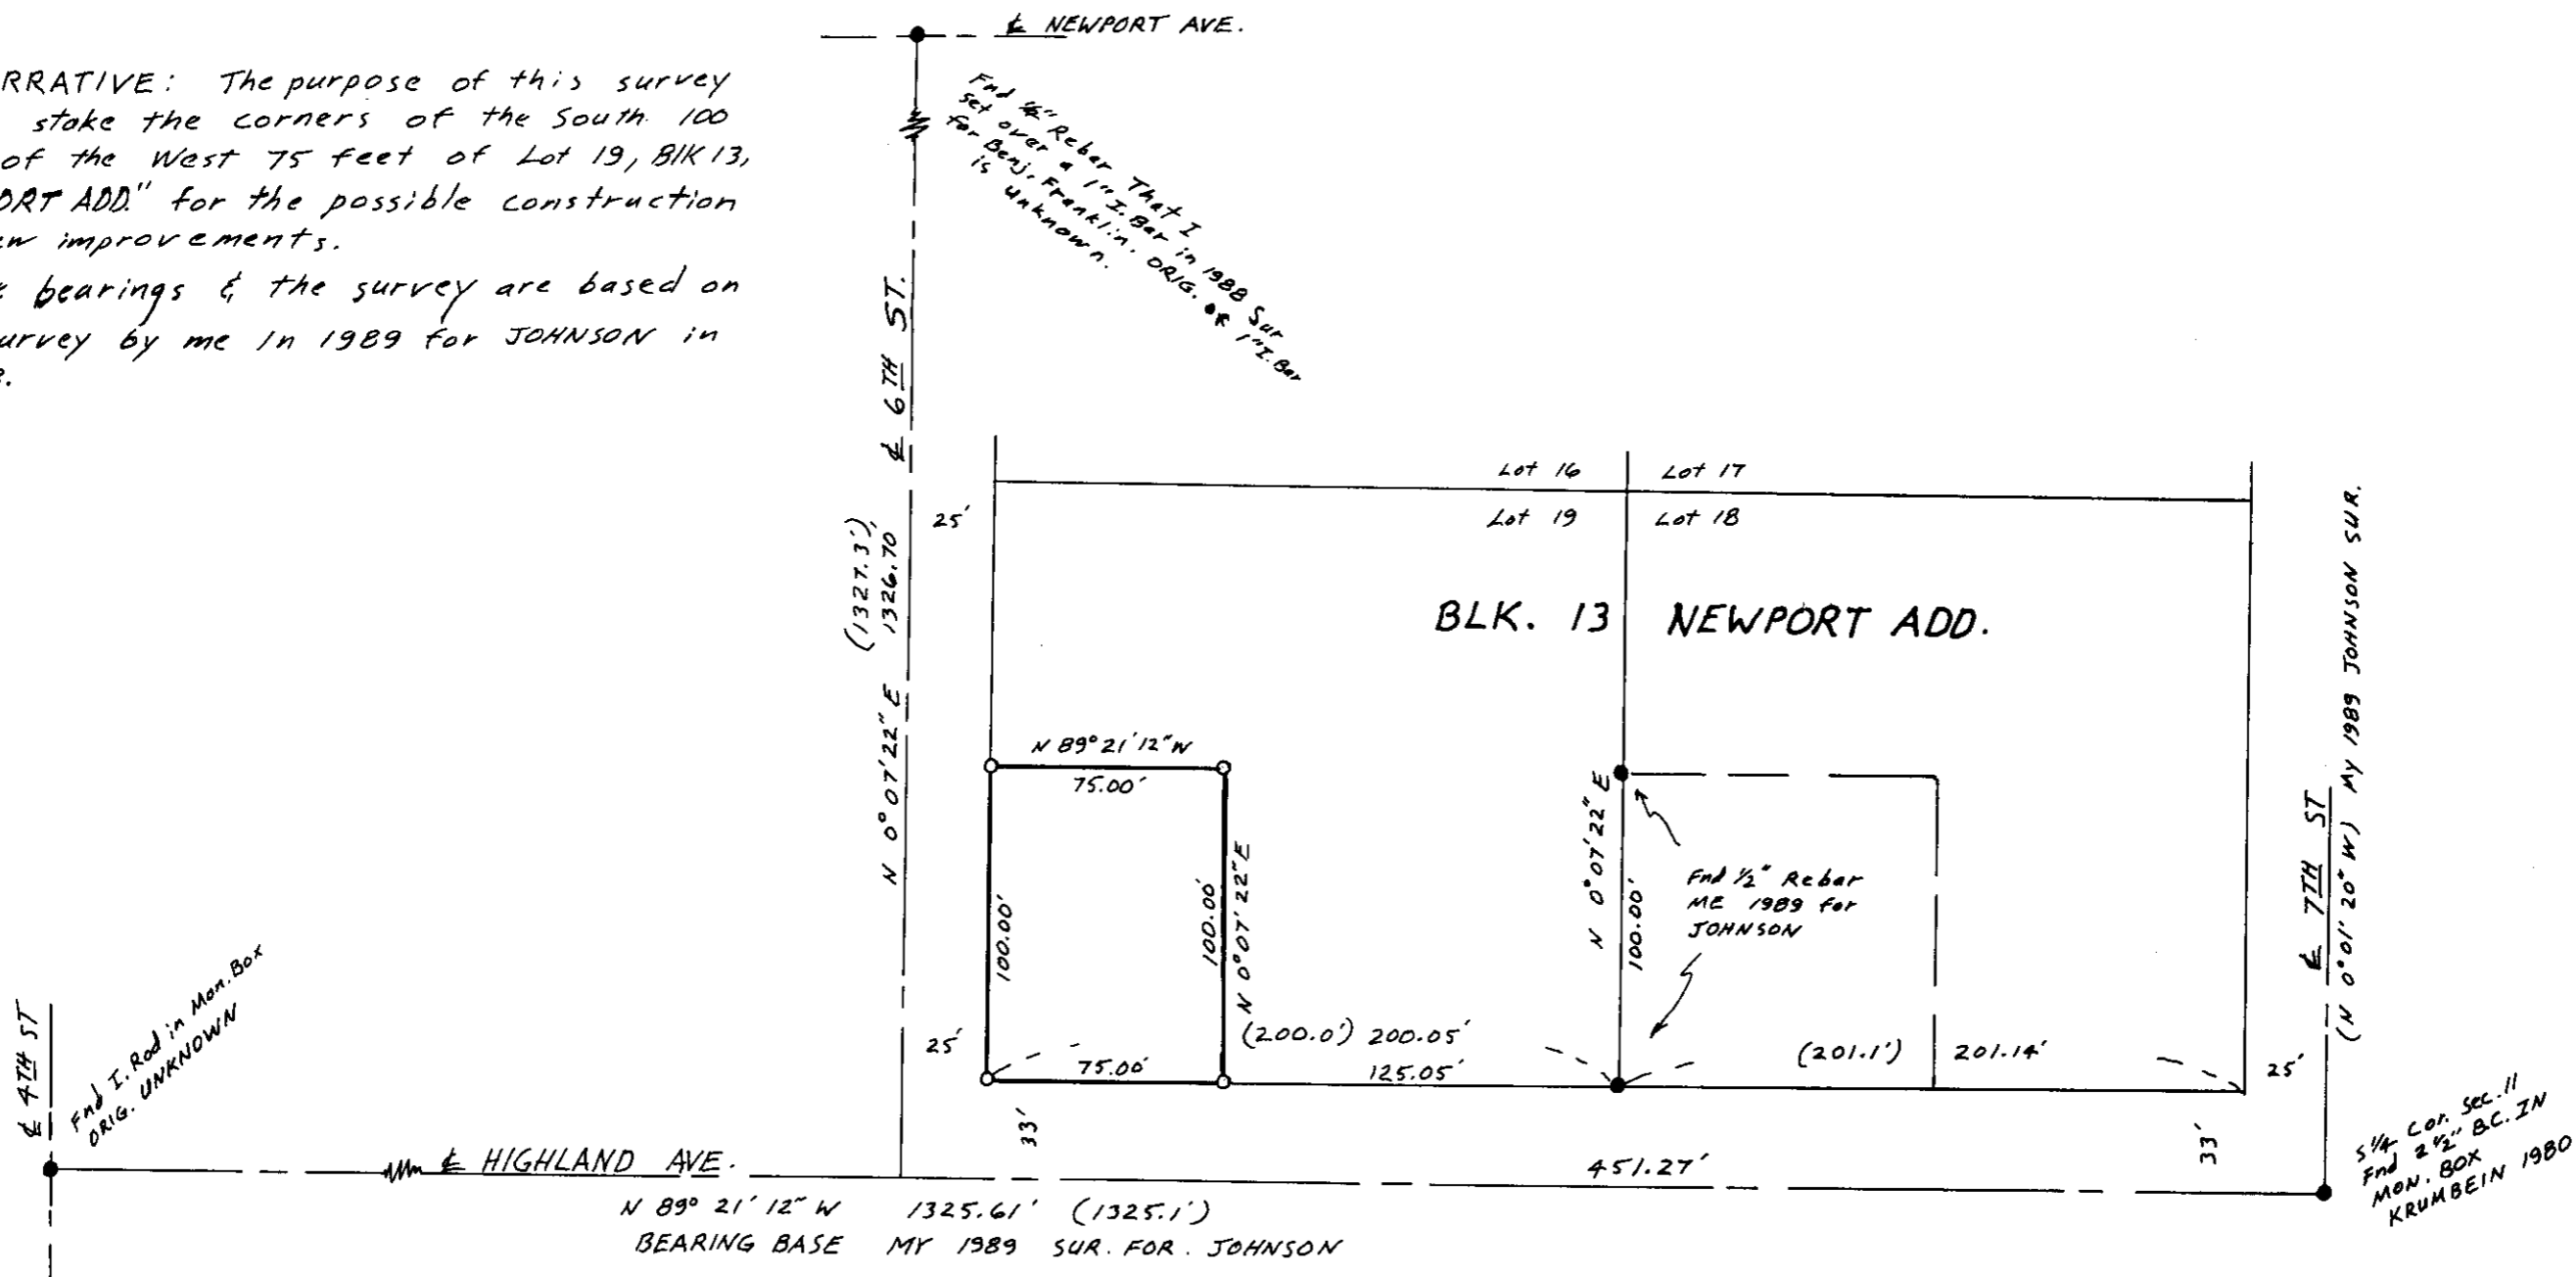 RRATIVE: The purpose of this survey
stake the corners of the South 100
of the West 75 feet of Lot 19, Blk 13,
ORT ADD." for the possible construction
ew improvements.
bearings & the survey are based on
urvey by me in 1989 for JOHNSON in
℄ NEWPORT AVE.
Fnd Rebar That I
set over a 1" I.Bar in 1988 Sur
for Benj. Franklin. ORIG. of 1" I.Bar
is unknown.
℄ 6TH ST.
(1327.3')
1326.70
N 0° 07' 22" E
25'
Lot 16
Lot 17
Lot 19
Lot 18
BLK. 13 NEWPORT ADD.
N 89° 21' 12" W
75.00'
100.00'
100.00'
N 0° 07' 22" E
75.00'
25'
33'
(200.0') 200.05'
125.05'
N 0° 07' 22" E
100.00'
Fnd 1/2" Rebar
ME 1989 for
JOHNSON
(201.1')
201.14'
25'
33'
℄ 7TH ST
(N 0° 01' 20" W) My 1989 JOHNSON SUR.
℄ 4TH ST
Fnd I. Rod in Mon. Box
ORIG. UNKNOWN
℄ HIGHLAND AVE.
451.27'
N 89° 21' 12" W 1325.61' (1325.1')
BEARING BASE MY 1989 SUR. FOR. JOHNSON
S 1/4 Cor. Sec. 11
Fnd 2 1/2" B.C. IN
MON. BOX
KRUMBEIN 1980